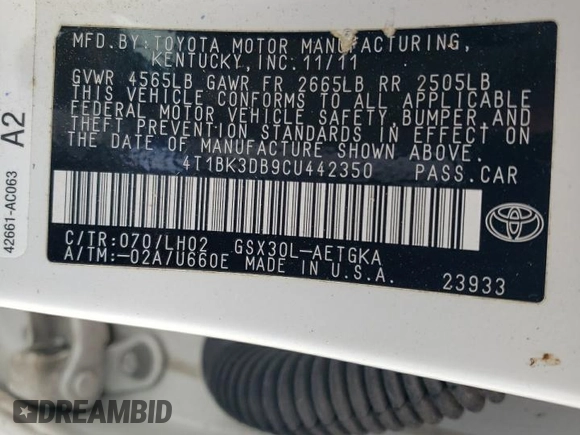 MFD.BY: TOYOTA MOTOR MANUFACTURING,
KENTUCKY, INC. 11/11
GVWR 4565LB GAWR FR 2665LB RR 2505LB
THIS VEHICLE CONFORMS TO ALL APPLICABLE
FEDERAL MOTOR VEHICLE SAFETY, BUMPER, AND
THEFT PREVENTION STANDARDS IN EFFECT ON
THE DATE OF MANUFACTURE SHOWN ABOVE.
4T1BK3DB9CU442350 PASS.CAR
C/TR:070/LH02 GSX30L-AETGKA
A/TM:-02A/U660E MADE IN U.S.A.
23933
42661-AC063 A2
DREAMBID